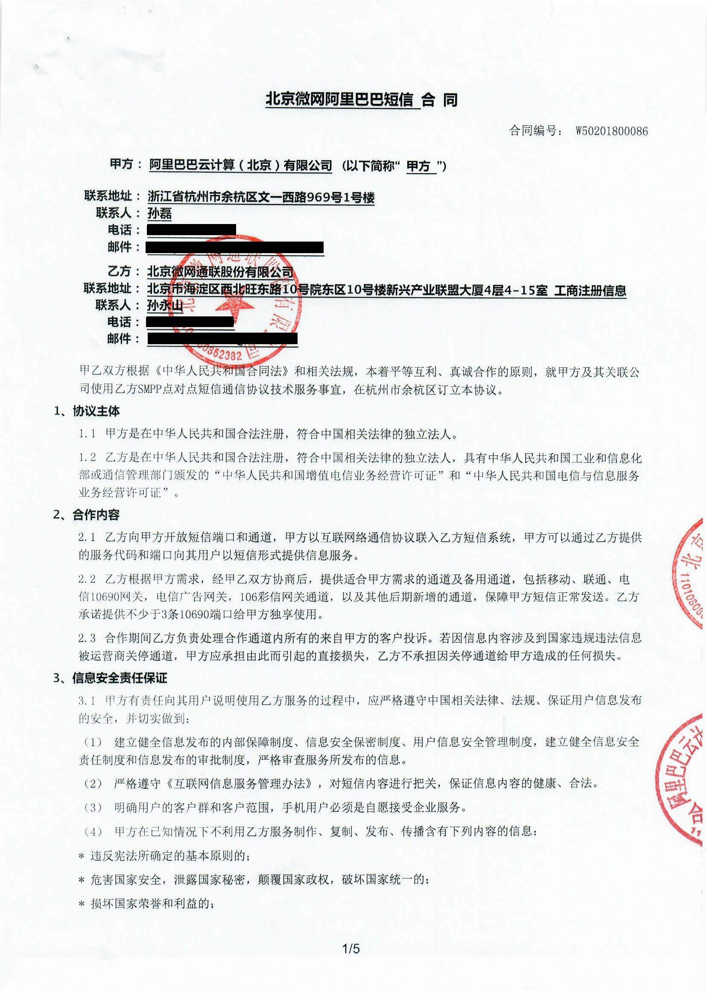 北京微网阿里巴巴短信 合 同
合同编号： W50201800086
甲方： 阿里巴巴云计算（北京）有限公司 （以下简称“ 甲方 ”）
联系地址： 浙江省杭州市余杭区文一西路969号1号楼
联系人： 孙磊
电话：
邮件：
乙方： 北京微网通联股份有限公司
联系地址： 北京市海淀区西北旺东路10号院东区10号楼新兴产业联盟大厦4层4-15室 工商注册信息
联系人： 孙永山
电话：
邮件：
甲乙双方根据《中华人民共和国合同法》和相关法规，本着平等互利、真诚合作的原则，就甲方及其关联公
司使用乙方SMPP点对点短信通信协议技术服务事宜，在杭州市余杭区订立本协议。
1、协议主体
1.1 甲方是在中华人民共和国合法注册，符合中国相关法律的独立法人。
1.2 乙方是在中华人民共和国合法注册，符合中国相关法律的独立法人，具有中华人民共和国工业和信息化
部或通信管理部门颁发的“中华人民共和国增值电信业务经营许可证”和“中华人民共和国电信与信息服务
业务经营许可证”。
2、合作内容
2.1 乙方向甲方开放短信端口和通道，甲方以互联网络通信协议联入乙方短信系统，甲方可以通过乙方提供
的服务代码和端口向其用户以短信形式提供信息服务。
2.2 乙方根据甲方需求，经甲乙双方协商后，提供适合甲方需求的通道及备用通道，包括移动、联通、电
信10690网关，电信广告网关，106彩信网关通道，以及其他后期新增的通道，保障甲方短信正常发送。乙方
承诺提供不少于3条10690端口给甲方独享使用。
2.3 合作期间乙方负责处理合作通道内所有的来自甲方的客户投诉。若因信息内容涉及到国家违规违法信息
被运营商关停通道，甲方应承担由此而引起的直接损失，乙方不承担因关停通道给甲方造成的任何损失。
3、信息安全责任保证
3.1 甲方有责任向其用户说明使用乙方服务的过程中，应严格遵守中国相关法律、法规、保证用户信息发布
的安全，并切实做到：
（1） 建立健全信息发布的内部保障制度、信息安全保密制度、用户信息安全管理制度，建立健全信息安全
责任制度和信息发布的审批制度，严格审查服务所发布的信息。
（2） 严格遵守《互联网信息服务管理办法》，对短信内容进行把关，保证信息内容的健康、合法。
（3） 明确用户的客户群和客户范围，手机用户必须是自愿接受企业服务。
（4） 甲方在已知情况下不利用乙方服务制作、复制、发布、传播含有下列内容的信息：
* 违反宪法所确定的基本原则的；
* 危害国家安全，泄露国家秘密，颠覆国家政权，破坏国家统一的；
* 损坏国家荣誉和利益的；
1/5
北京
11010808
阿里巴巴云计
合